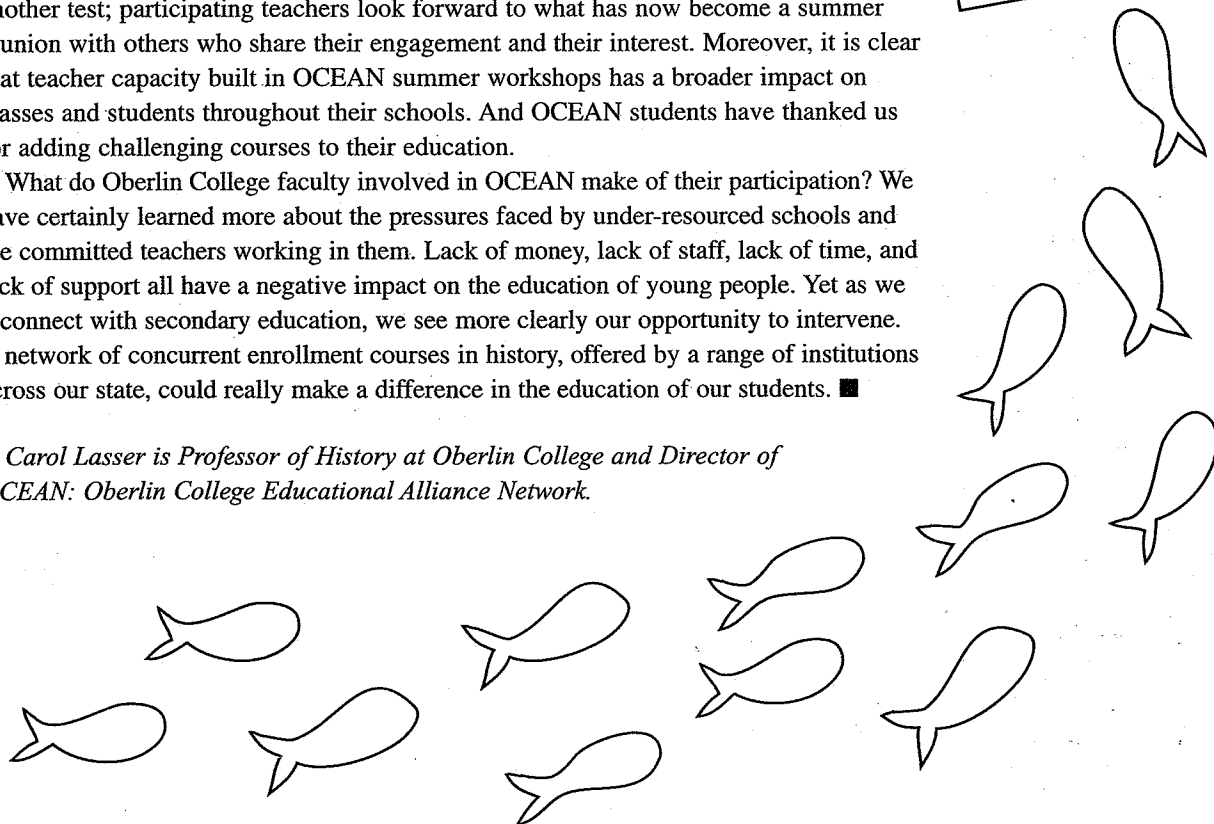 nother test; participating teachers look forward to what has now become a summer
union with others who share their engagement and their interest. Moreover, it is clear
at teacher capacity built in OCEAN summer workshops has a broader impact on
asses and students throughout their schools. And OCEAN students have thanked us
r adding challenging courses to their education.
What do Oberlin College faculty involved in OCEAN make of their participation? We
ve certainly learned more about the pressures faced by under-resourced schools and
e committed teachers working in them. Lack of money, lack of staff, lack of time, and
ck of support all have a negative impact on the education of young people. Yet as we
connect with secondary education, we see more clearly our opportunity to intervene.
network of concurrent enrollment courses in history, offered by a range of institutions
ross our state, could really make a difference in the education of our students. ■
Carol Lasser is Professor of History at Oberlin College and Director of
CEAN: Oberlin College Educational Alliance Network.